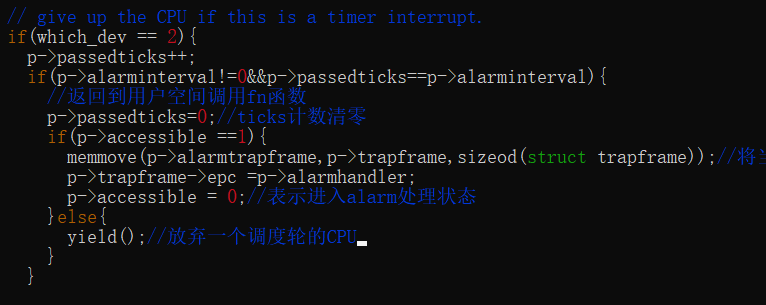 // give up the CPU if this is a timer interrupt.
if(which_dev == 2){
p->passedticks++;
if(p->alarminterval!=0&&p->passedticks==p->alarminterval){
//返回到用户空间调用fn函数
p->passedticks=0;//ticks计数清零
if(p->accessible ==1){
memmove(p->alarmtrapframe,p->trapframe,sizeod(struct trapframe));//将
p->trapframe->epc =p->alarmhandler;
p->accessible = 0;//表示进入alarm处理状态
}else{
yield();//放弃一个调度轮的CPU
}
}